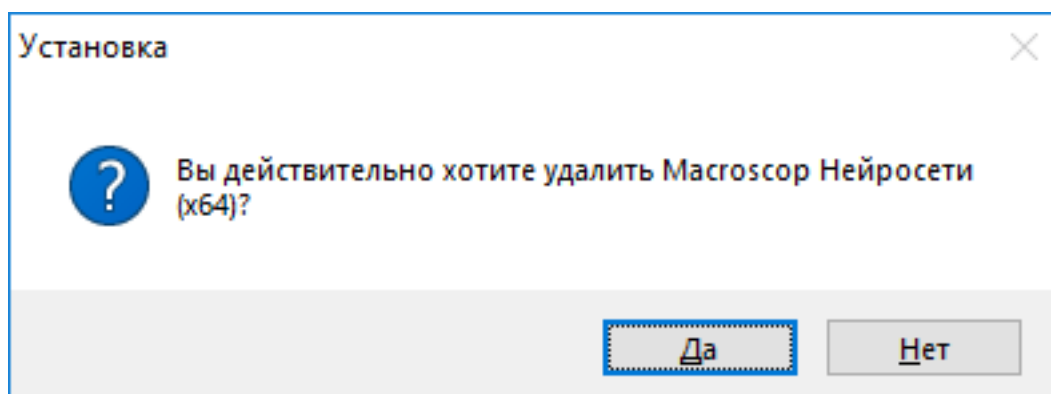 Установка
Вы действительно хотите удалить Macroscop Нейросети
(x64)?
Да
Нет